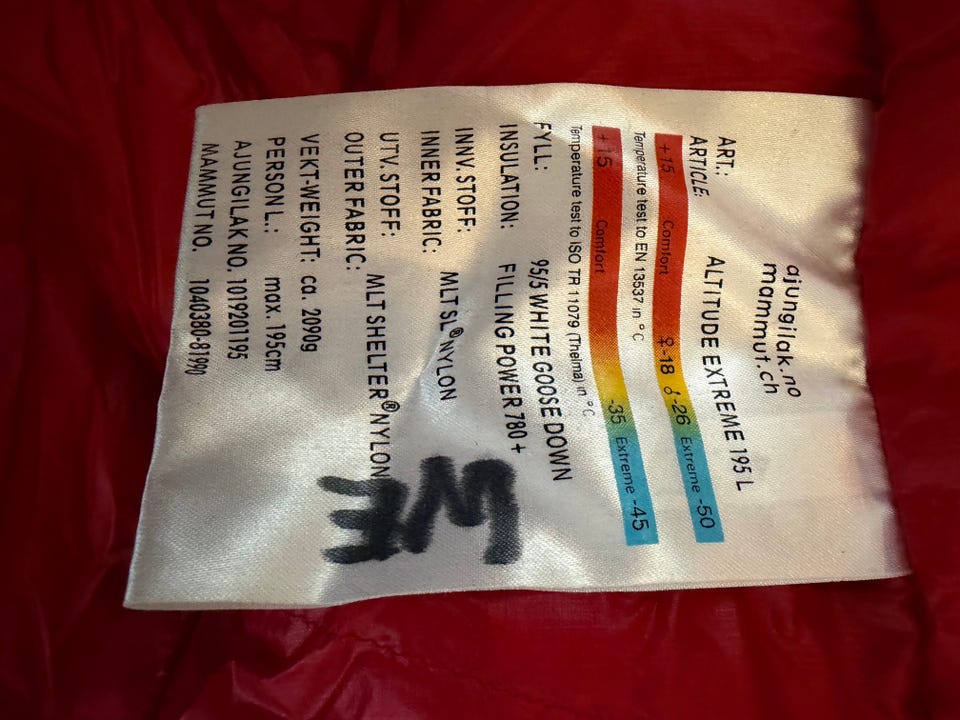 ajungilak.no
mammut.ch
ART.:
ARTICLE: ALTITUDE EXTREME 195 L
+15 Comfort ♀-18 ♂-26 Extreme -50
Temperature test to EN 13537 in °C
+15 Comfort -35 Extreme -45
Temperature test to ISO TR 11079 (Thelma) in °C
FYLL: 95/5 WHITE GOOSE DOWN
INSULATION: FILLING POWER 780+
INNV. STOFF:
INNER FABRIC: MLT SL® NYLON
UTV. STOFF:
OUTER FABRIC: MLT SHELTER® NYLON
VEKT-WEIGHT: ca. 2090g
PERSON L.: max. 195cm
AJUNGILAK NO. 1019201195
MAMMUT NO. 1040380-81990